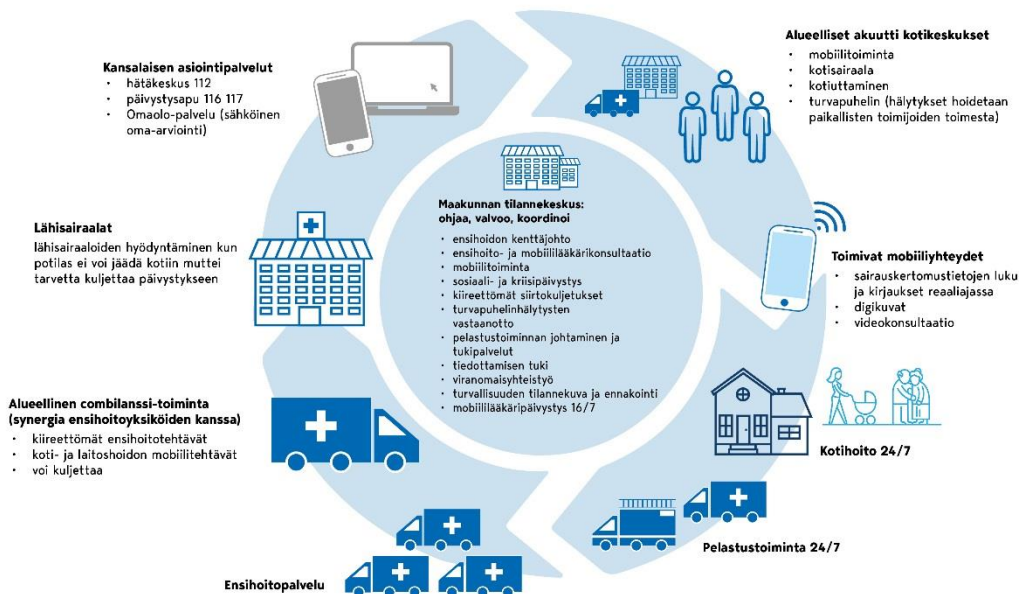 Kansalaisen asiointipalvelut
• hätäkeskus 112
• päivystysapu 116 117
• Omaolo-palvelu (sähköinen
oma-arviointi)
Alueelliset akuutti kotikeskukset
• mobiilitoiminta
• kotisairaala
• kotiuttaminen
• turvapuhelin (hälytykset hoidetaan
paikallisten toimijoiden toimesta)
Maakunnan tilannekeskus:
ohjaa, valvoo, koordinoi
• ensihoidon kenttäjohto
• ensihoito- ja mobiililääkärikonsultaatio
• mobiilitoiminta
• sosiaali- ja kriisipäivystys
• kiireettömät siirtokuljetukset
• turvapuhelinhälytysten
vastaanotto
• pelastustoiminnan johtaminen ja
tukipalvelut
• tiedottamisen tuki
• viranomaisyhteistyö
• turvallisuuden tilannekuva ja ennakointi
• mobiililääkäripäivystys 16/7
Lähisairaalat
lähisairaaloiden hyödyntäminen kun
potilas ei voi jäädä kotiin muttei
tarvetta kuljettaa päivystykseen
Toimivat mobiiliyhteydet
• sairauskertomustietojen luku
ja kirjaukset reaaliajassa
• digikuvat
• videokonsultaatio
Alueellinen combilanssi-toiminta
(synergia ensihoitoyksiköiden kanssa)
• kiireettömät ensihoitotehtävät
• koti- ja laitoshoidon mobiilitehtävät
• voi kuljettaa
Kotihoito 24/7
Pelastustoiminta 24/7
Ensihoitopalvelu